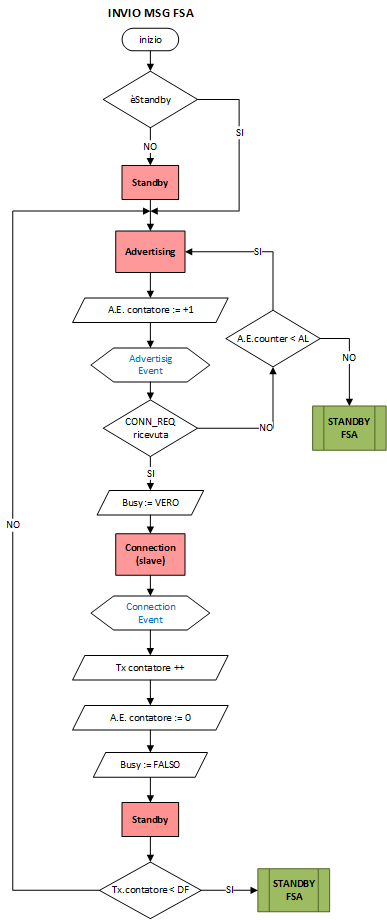 INVIO MSG FSA
inizio
èStandby
SI
NO
Standby
Advertising
SI
A.E. contatore := +1
A.E.counter < AL
Advertisig
Event
NO
CONN_REQ
ricevuta
NO
STANDBY
FSA
SI
Busy := VERO
NO
Connection
(slave)
Connection
Event
Tx contatore ++
A.E. contatore := 0
Busy := FALSO
Standby
Tx.contatore < DF
SI
STANDBY
FSA